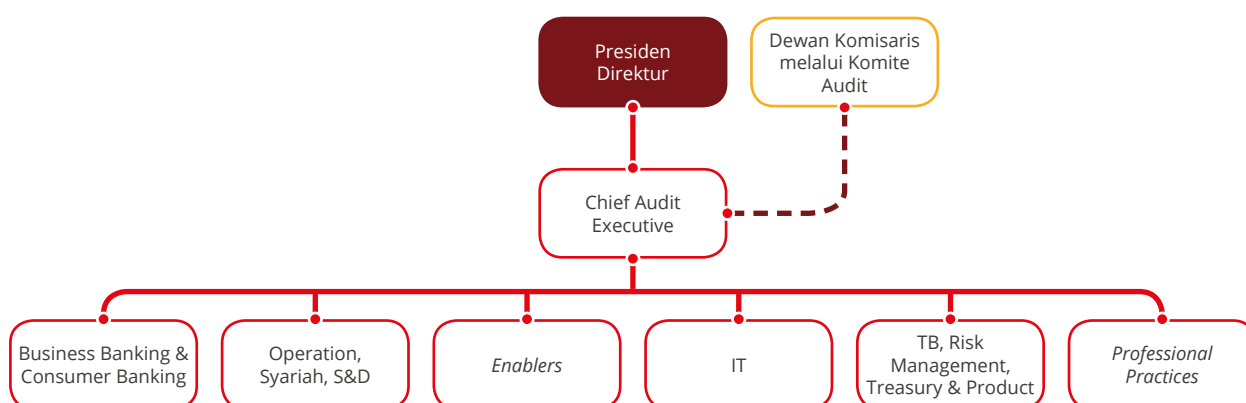 Presiden
Direktur
Dewan Komisaris
melalui Komite
Audit
Chief Audit
Executive
Business Banking &
Consumer Banking
Operation,
Syariah, S&D
Enablers
IT
TB, Risk
Management,
Treasury & Product
Professional
Practices